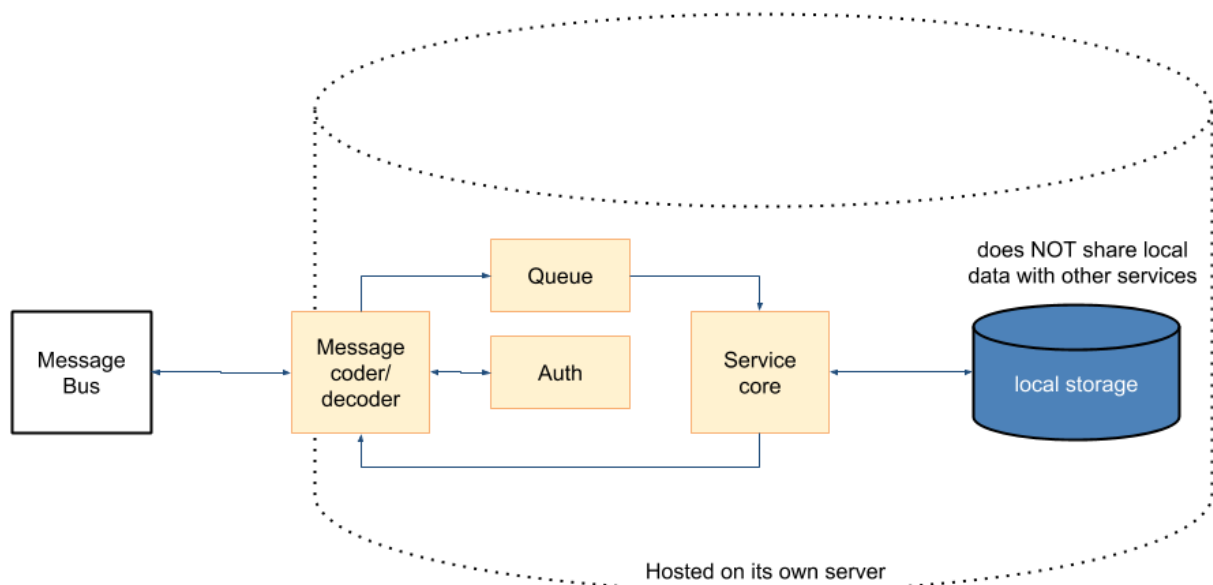 does NOT share local
data with other services
Queue
Message
Bus
Message
coder/
decoder
Auth
Service
core
local storage
Hosted on its own server